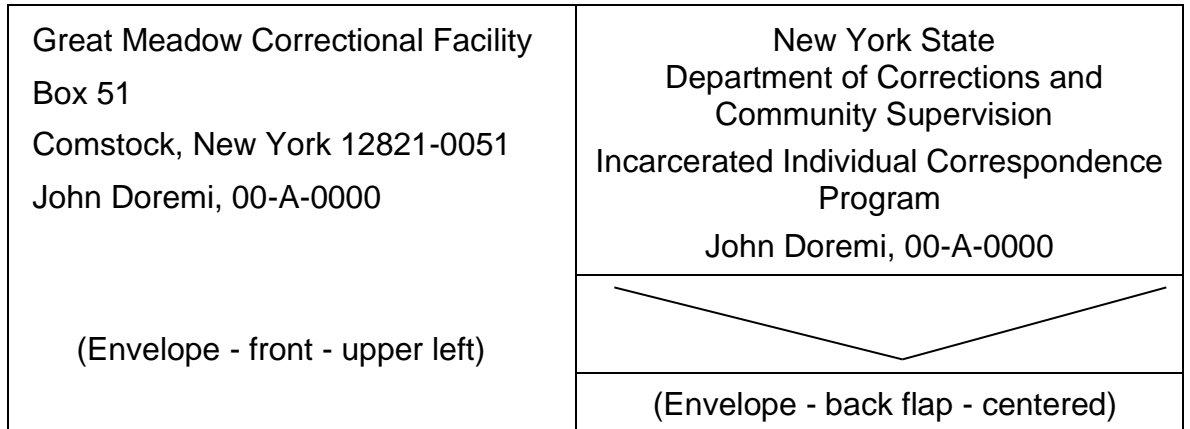 Great Meadow Correctional Facility
Box 51
Comstock, New York 12821-0051
John Doremi, 00-A-0000
(Envelope - front - upper left)
New York State
Department of Corrections and
Community Supervision
Incarcerated Individual Correspondence
Program
John Doremi, 00-A-0000
(Envelope - back flap - centered)